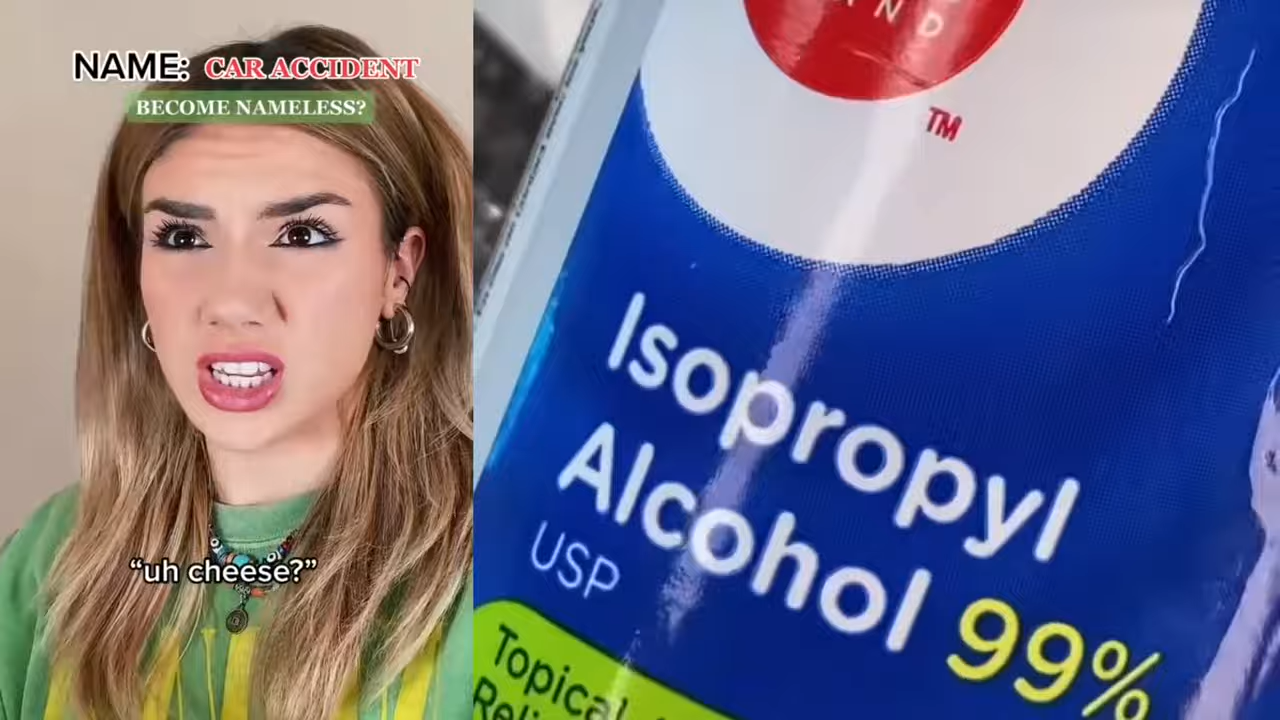 NAME: CAR ACCIDENT
BECOME NAMELESS?
“uh cheese?”
TM
Isopropyl
Alcohol 99%
USP
Topical